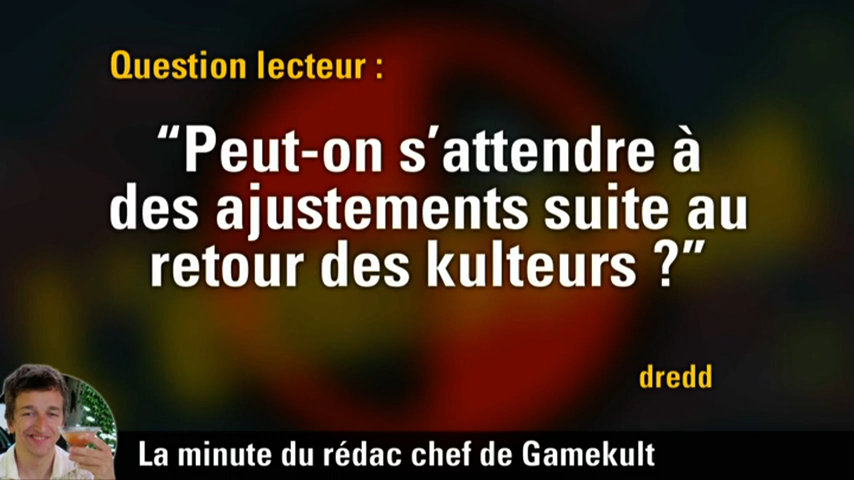 Question lecteur :
“Peut-on s’attendre à
des ajustements suite au
retour des kulteurs ?”
dredd
La minute du rédac chef de Gamekult